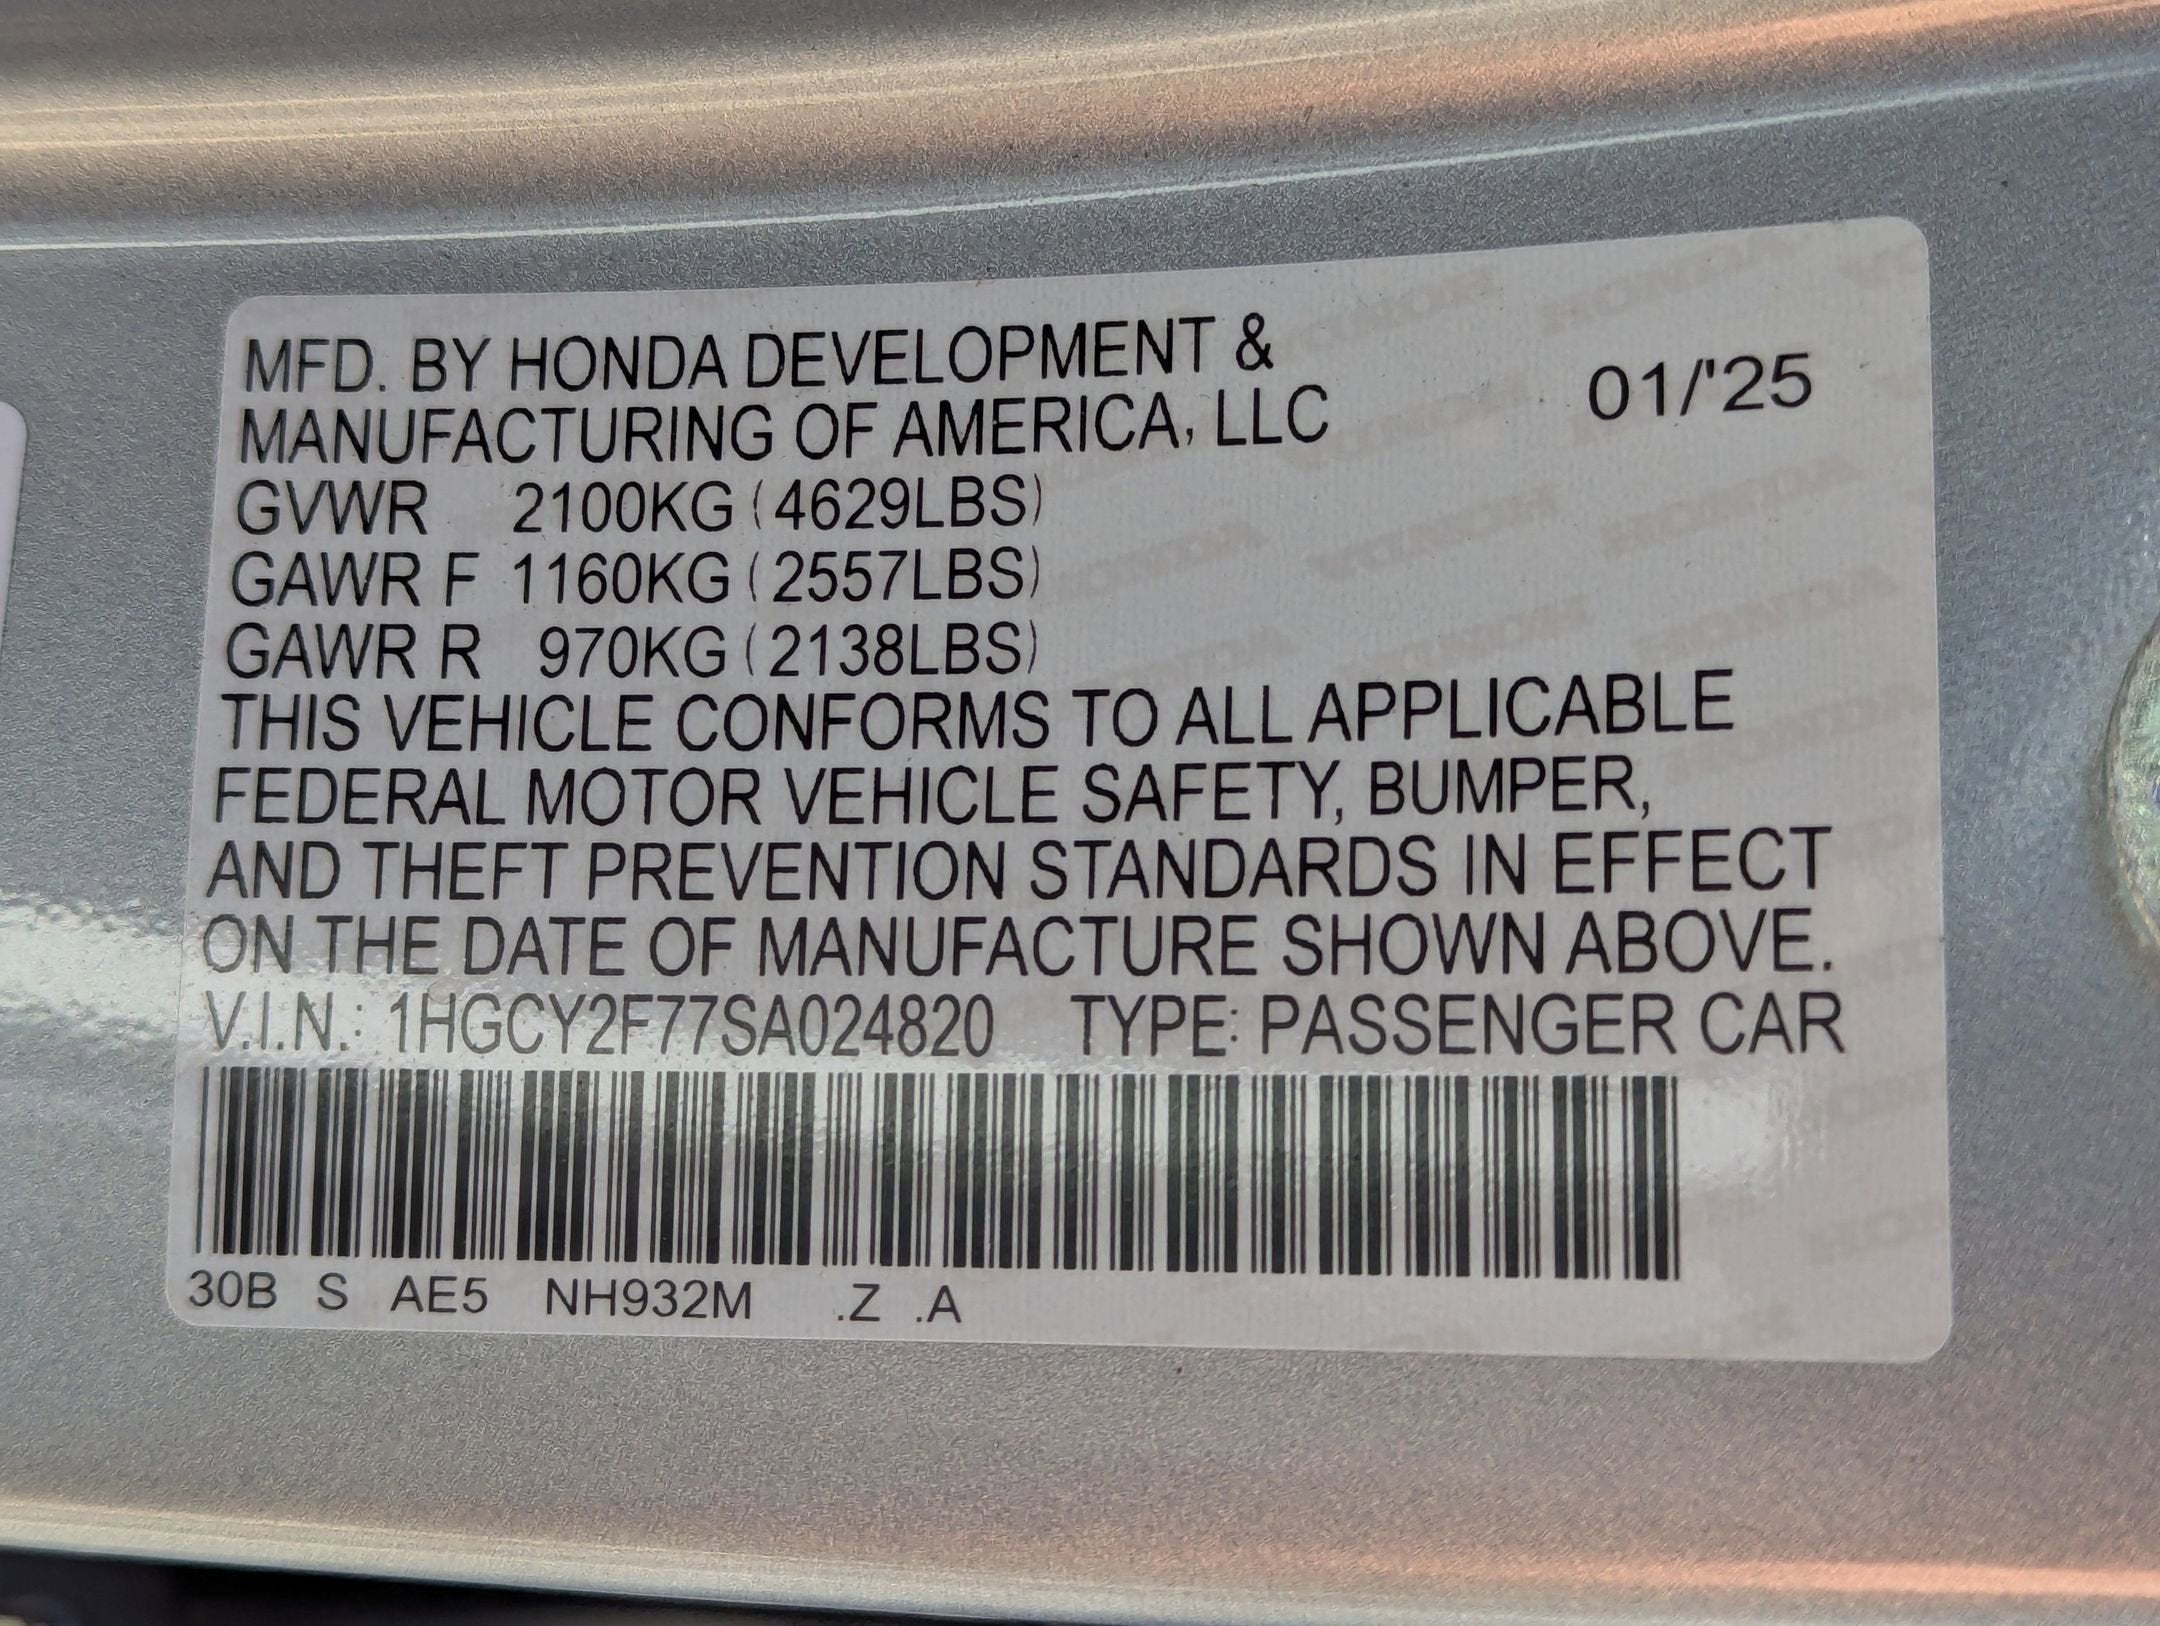 MFD. BY HONDA DEVELOPMENT &
MANUFACTURING OF AMERICA, LLC
01/'25
GVWR 2100KG (4629LBS)
GAWR F 1160KG (2557LBS)
GAWR R 970KG (2138LBS)
THIS VEHICLE CONFORMS TO ALL APPLICABLE
FEDERAL MOTOR VEHICLE SAFETY, BUMPER,
AND THEFT PREVENTION STANDARDS IN EFFECT
ON THE DATE OF MANUFACTURE SHOWN ABOVE.
V.I.N.: 1HGCY2F77SA024820 TYPE: PASSENGER CAR
30B S AE5 NH932M .Z .A